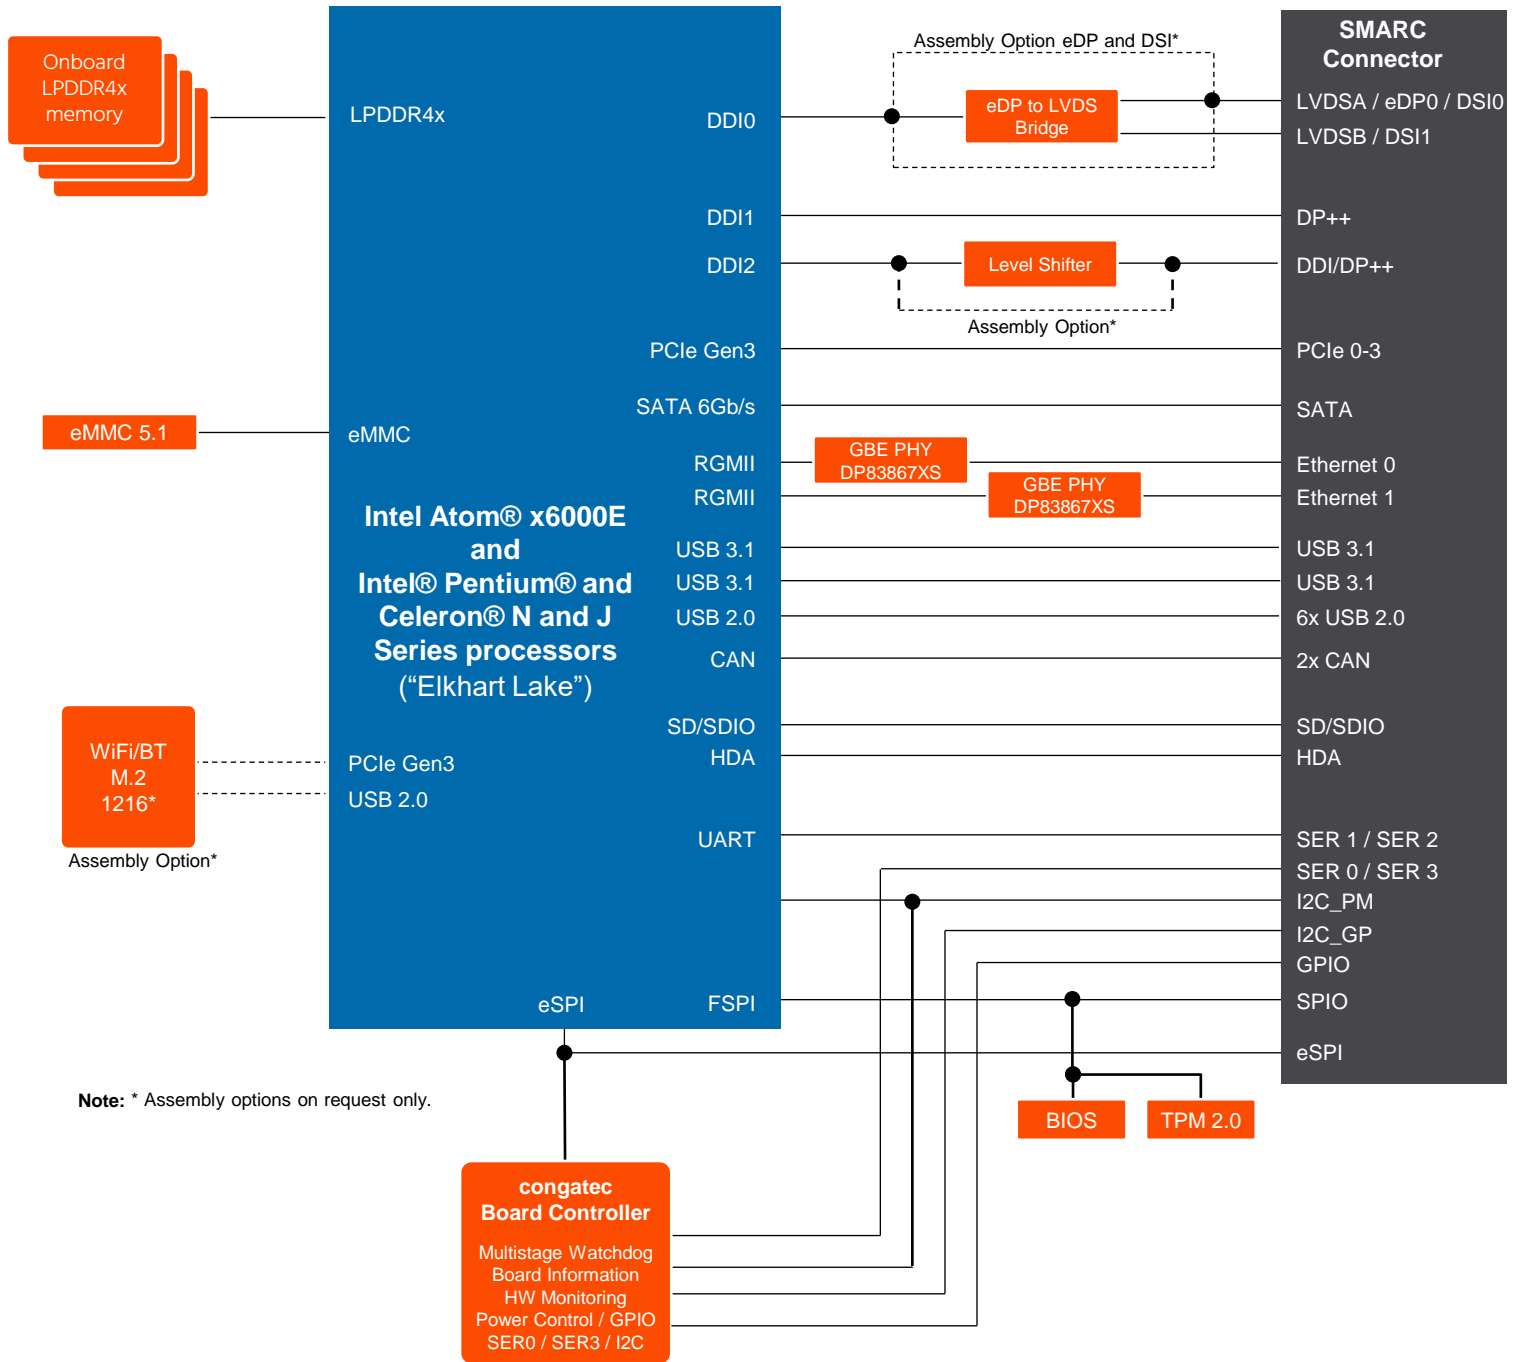 Onboard
LPDDR4x
memory
LPDDR4x
eMMC 5.1
eMMC
Intel Atom® x6000E
and
Intel® Pentium® and
Celeron® N and J
Series processors
(“Elkhart Lake”)
WiFi/BT
M.2
1216*
Assembly Option*
PCIe Gen3
USB 2.0
DDI0
DDI1
DDI2
PCIe Gen3
SATA 6Gb/s
RGMII
RGMII
USB 3.1
USB 3.1
USB 2.0
CAN
SD/SDIO
HDA
UART
eSPI
FSPI
Assembly Option eDP and DSI*
eDP to LVDS
Bridge
Level Shifter
Assembly Option*
GBE PHY
DP83867XS
GBE PHY
DP83867XS
SMARC
Connector
LVDSA / eDP0 / DSI0
LVDSB / DSI1
DP++
DDI/DP++
PCIe 0-3
SATA
Ethernet 0
Ethernet 1
USB 3.1
USB 3.1
6x USB 2.0
2x CAN
SD/SDIO
HDA
SER 1 / SER 2
SER 0 / SER 3
I2C_PM
I2C_GP
GPIO
SPIO
eSPI
Note: * Assembly options on request only.
BIOS
TPM 2.0
congatec
Board Controller
Multistage Watchdog
Board Information
HW Monitoring
Power Control / GPIO
SER0 / SER3 / I2C